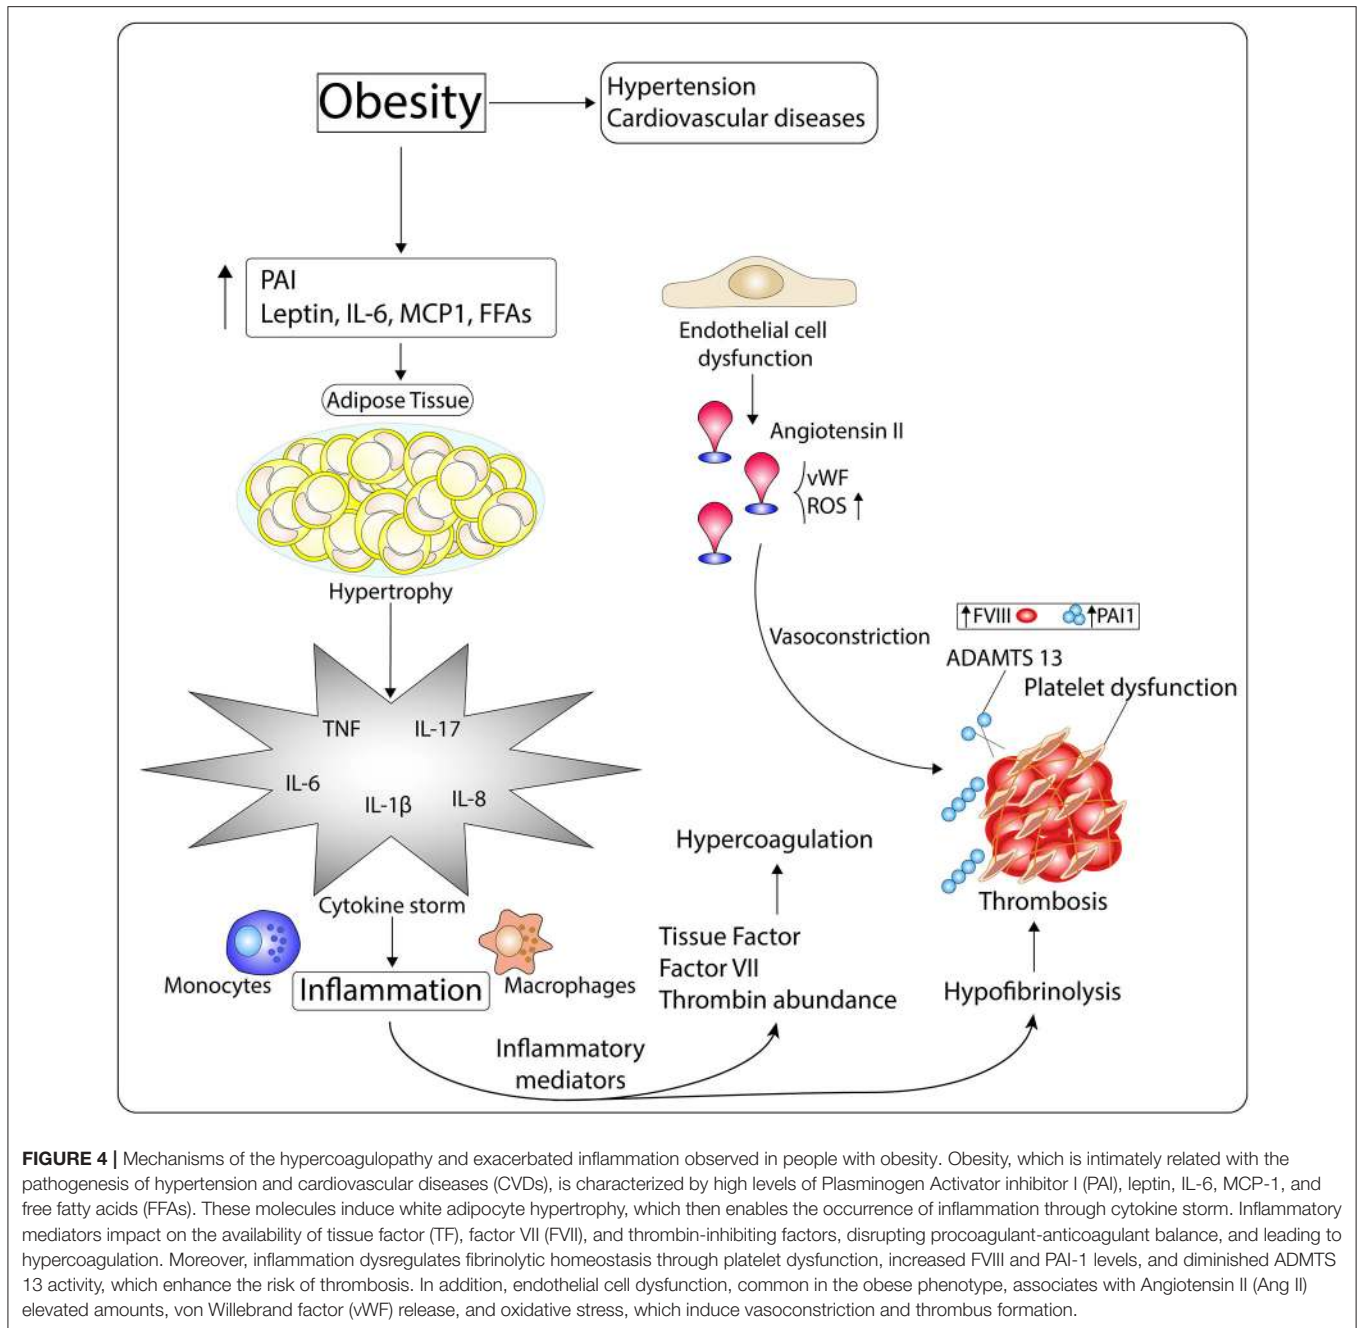 Obesity
Hypertension
Cardiovascular diseases
PAI
Leptin, IL-6, MCP1, FFAs
Adipose Tissue
Hypertrophy
TNF
IL-17
IL-6
IL-1β
IL-8
Cytokine storm
Monocytes
Inflammation
Macrophages
Inflammatory
mediators
Endothelial cell
dysfunction
Angiotensin II
vWF
ROS
Vasoconstriction
FVIII
PAI1
ADAMTS 13
Platelet dysfunction
Hypercoagulation
Tissue Factor
Factor VII
Thrombin abundance
Thrombosis
Hypofibrinolysis
FIGURE 4 | Mechanisms of the hypercoagulopathy and exacerbated inflammation observed in people with obesity. Obesity, which is intimately related with the
pathogenesis of hypertension and cardiovascular diseases (CVDs), is characterized by high levels of Plasminogen Activator inhibitor I (PAI), leptin, IL-6, MCP-1, and
free fatty acids (FFAs). These molecules induce white adipocyte hypertrophy, which then enables the occurrence of inflammation through cytokine storm. Inflammatory
mediators impact on the availability of tissue factor (TF), factor VII (FVII), and thrombin-inhibiting factors, disrupting procoagulant-anticoagulant balance, and leading to
hypercoagulation. Moreover, inflammation dysregulates fibrinolytic homeostasis through platelet dysfunction, increased FVIII and PAI-1 levels, and diminished ADMTS
13 activity, which enhance the risk of thrombosis. In addition, endothelial cell dysfunction, common in the obese phenotype, associates with Angiotensin II (Ang II)
elevated amounts, von Willebrand factor (vWF) release, and oxidative stress, which induce vasoconstriction and thrombus formation.